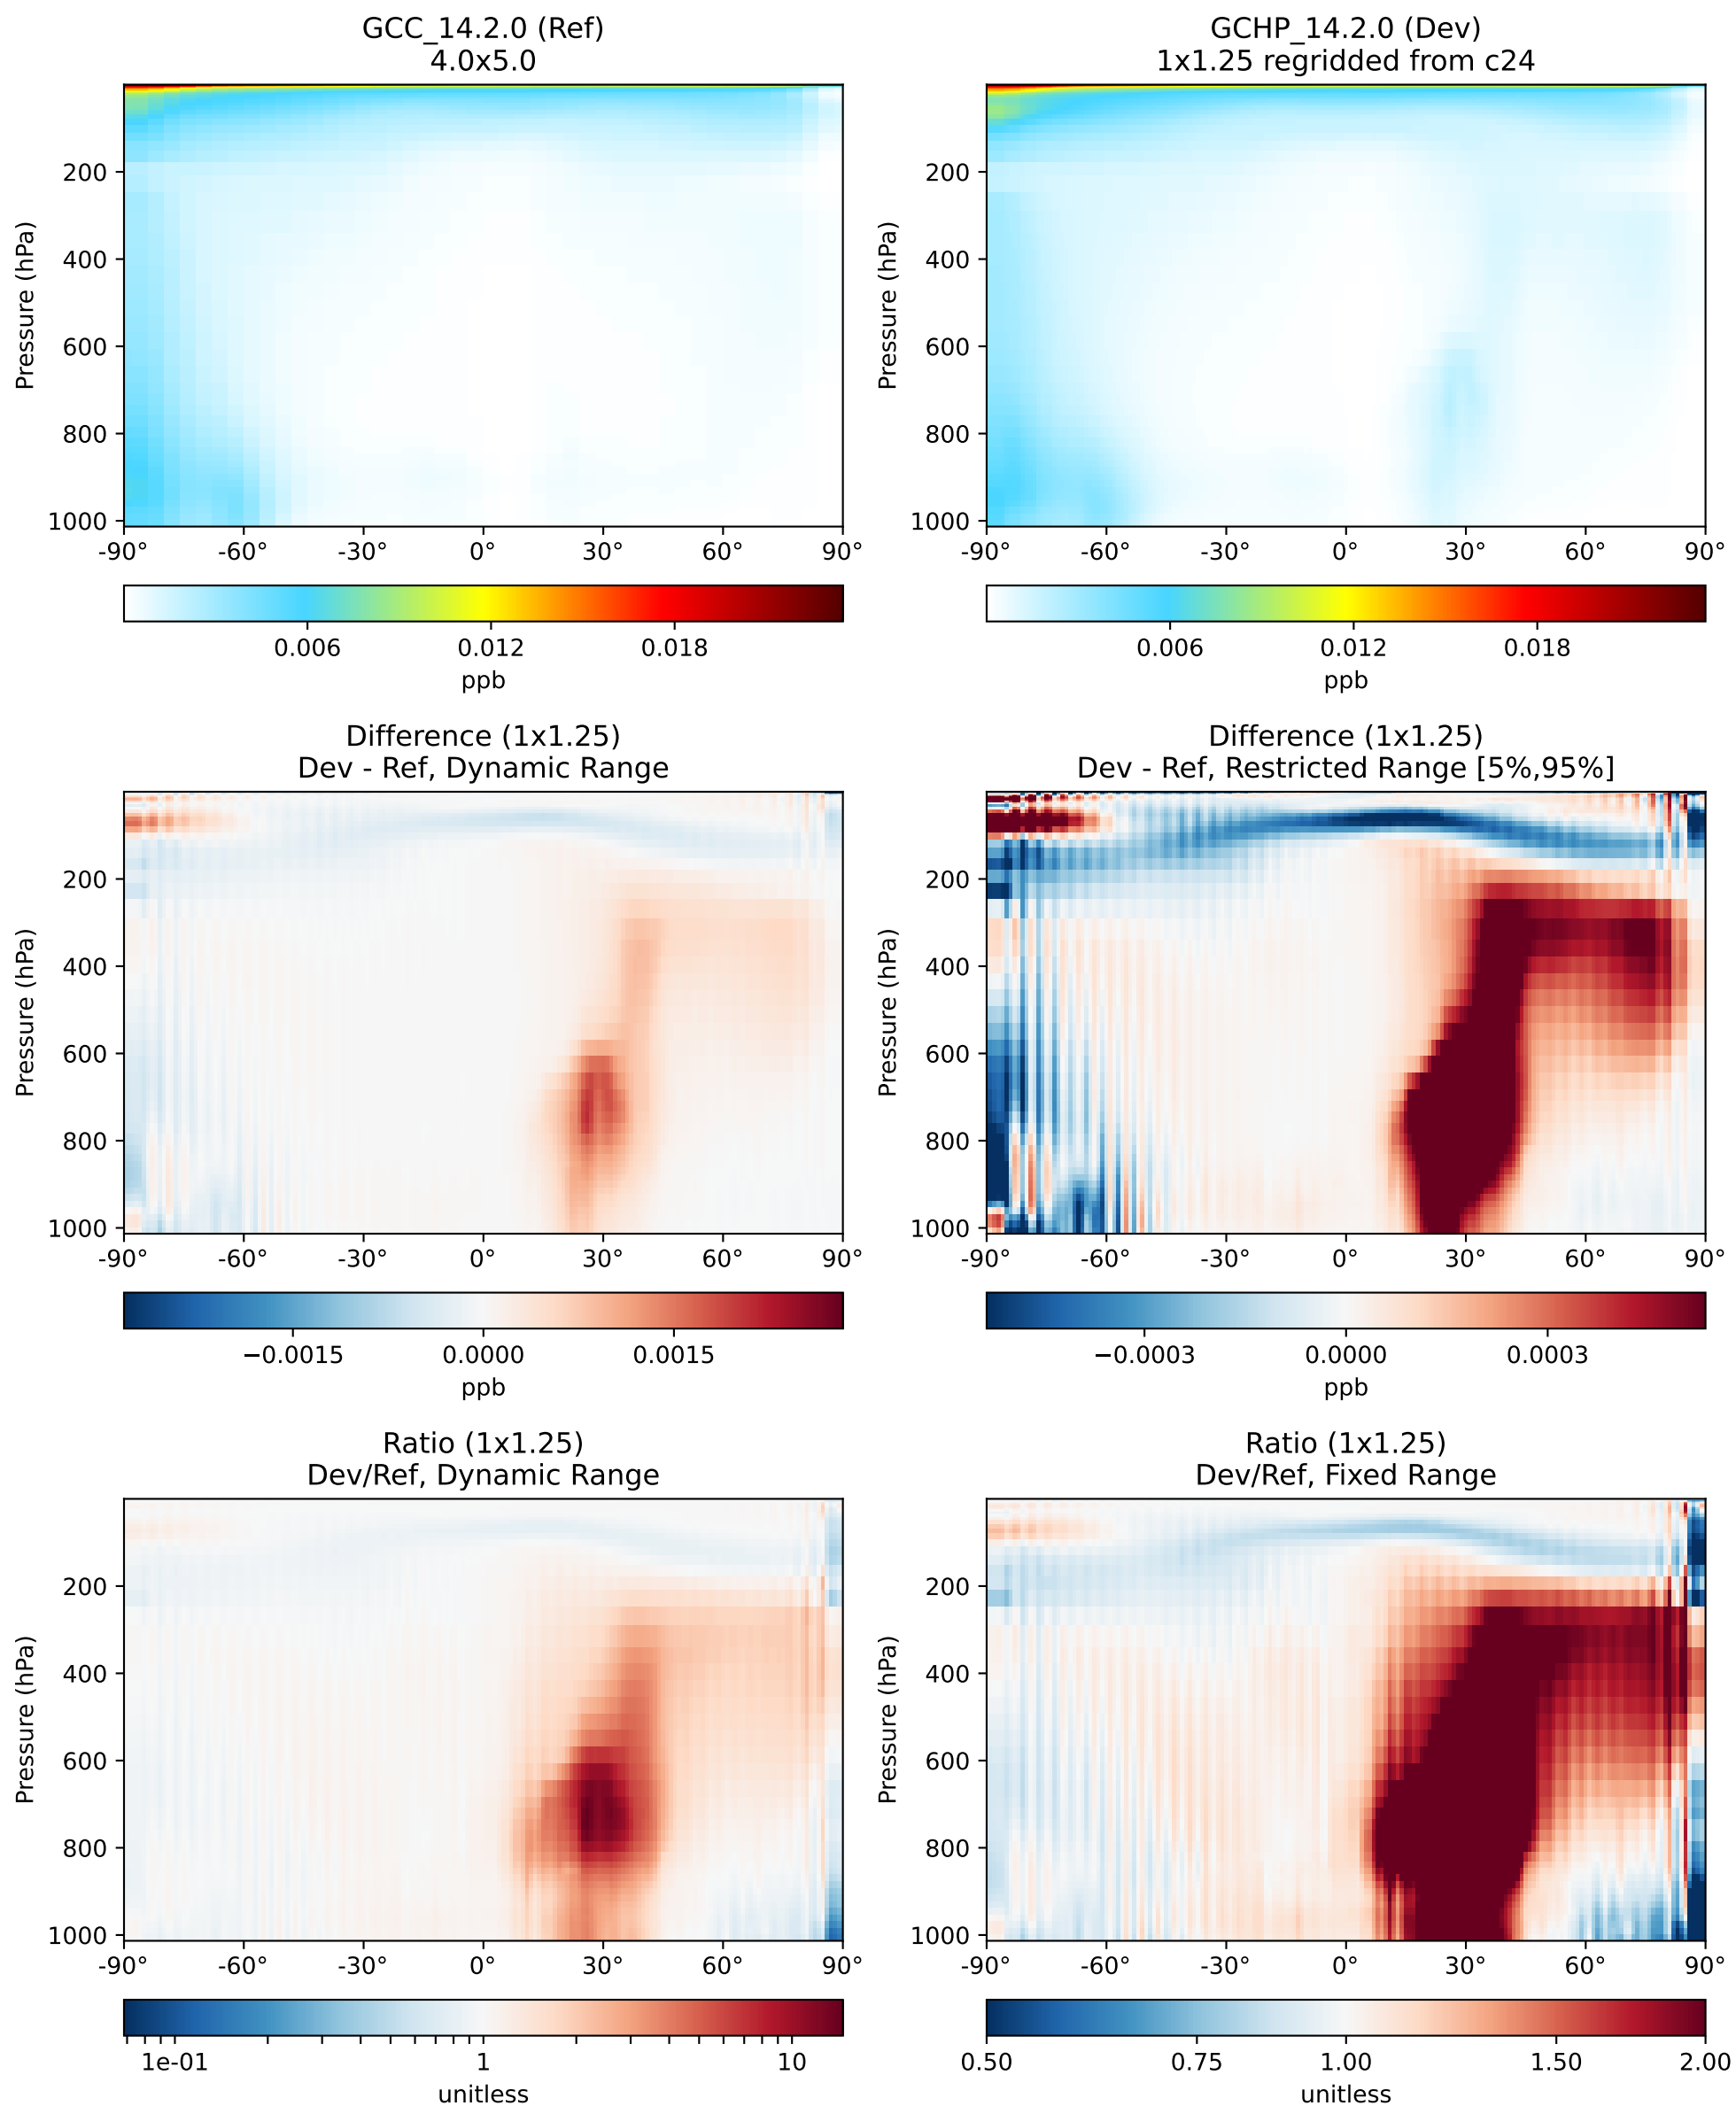 GCC_14.2.0 (Ref)
4.0x5.0
Pressure (hPa)
200
400
600
800
1000
-90° -60° -30° 0° 30° 60° 90°
0.006 0.012 0.018
ppb
GCHP_14.2.0 (Dev)
1x1.25 regridded from c24
Pressure (hPa)
200
400
600
800
1000
-90° -60° -30° 0° 30° 60° 90°
0.006 0.012 0.018
ppb
Difference (1x1.25)
Dev - Ref, Dynamic Range
Pressure (hPa)
200
400
600
800
1000
-90° -60° -30° 0° 30° 60° 90°
−0.0015 0.0000 0.0015
ppb
Difference (1x1.25)
Dev - Ref, Restricted Range [5%,95%]
Pressure (hPa)
200
400
600
800
1000
-90° -60° -30° 0° 30° 60° 90°
−0.0003 0.0000 0.0003
ppb
Ratio (1x1.25)
Dev/Ref, Dynamic Range
Pressure (hPa)
200
400
600
800
1000
-90° -60° -30° 0° 30° 60° 90°
1e-01 1 10
unitless
Ratio (1x1.25)
Dev/Ref, Fixed Range
Pressure (hPa)
200
400
600
800
1000
-90° -60° -30° 0° 30° 60° 90°
0.50 0.75 1.00 1.50 2.00
unitless